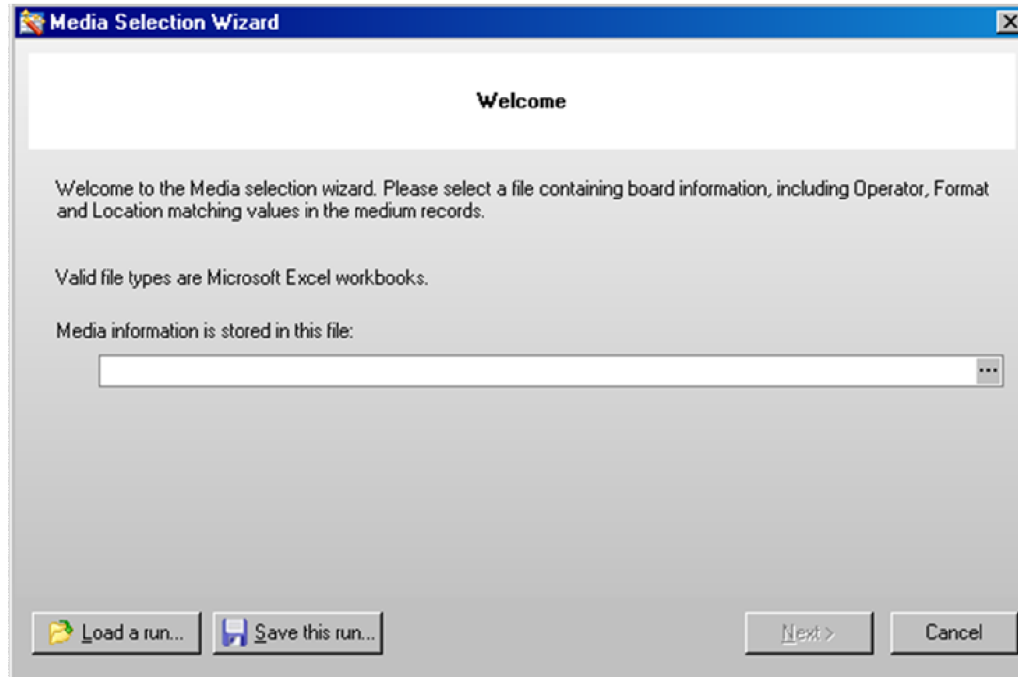 Media Selection Wizard
Welcome
Welcome to the Media selection wizard. Please select a file containing board information, including Operator, Format
and Location matching values in the medium records.
Valid file types are Microsoft Excel workbooks.
Media information is stored in this file:
...
Load a run...
Save this run...
Next >
Cancel